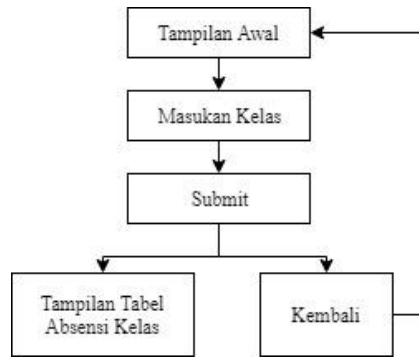 Tampilan Awal
Masukan Kelas
Submit
Tampilan Tabel
Absensi Kelas
Kembali